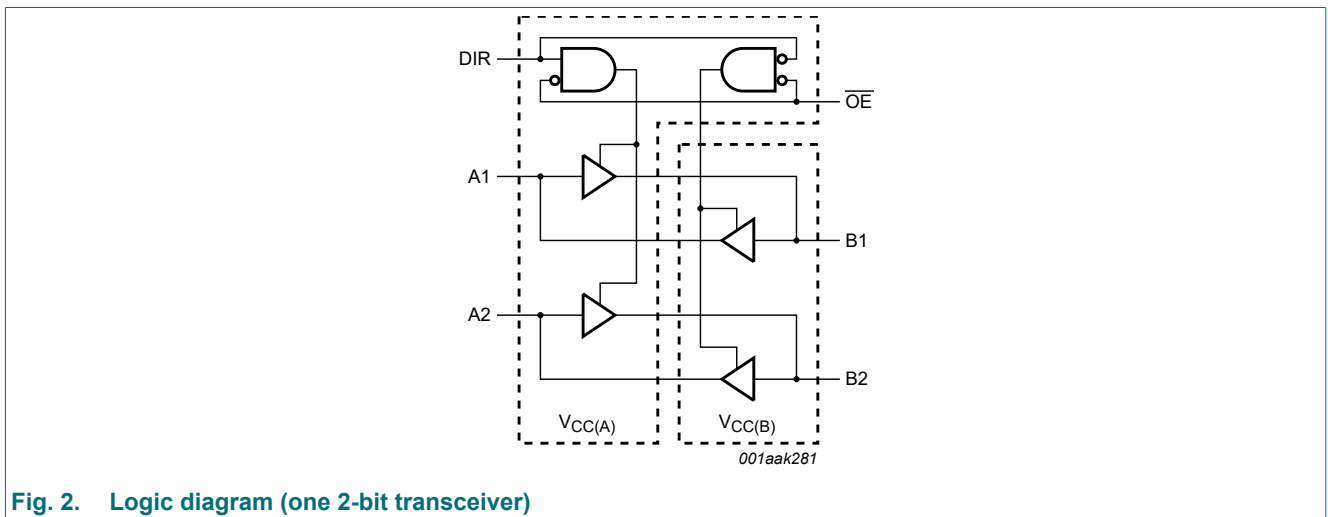 DIR
OE
A1
B1
A2
B2
VCC(A)
VCC(B)
001aak281
Fig. 2. Logic diagram (one 2-bit transceiver)